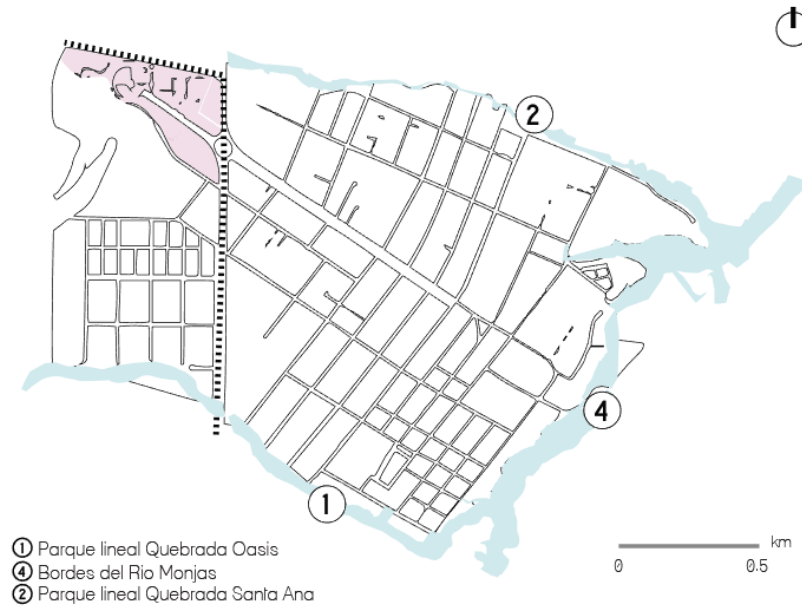 2
4
1
① Parque lineal Quebrada Oasis
④ Bordes del Rio Monjas
② Parque lineal Quebrada Santa Ana
km
0 0.5